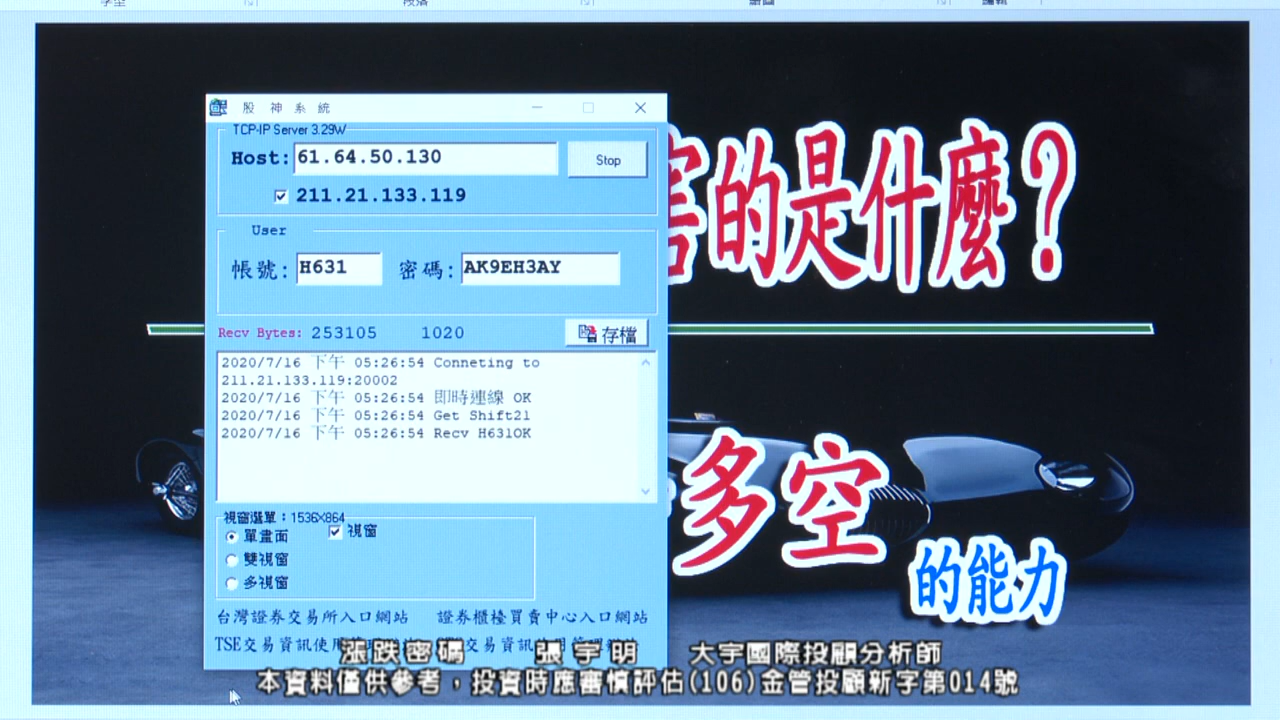 股神系統
TCP-IP Server 3.29W
Host: 61.64.50.130 Stop
211.21.133.119
User
帳號: H631 密碼: AK9EH3AY
Recv Bytes: 253105 1020 存檔
2020/7/16 下午 05:26:54 Conneting to
211.21.133.119:20002
2020/7/16 下午 05:26:54 即時連線 OK
2020/7/16 下午 05:26:54 Get Shift21
2020/7/16 下午 05:26:54 Recv H631OK
視窗選單：1536X864
單畫面 視窗
雙視窗
多視窗
台灣證券交易所入口網站 證券櫃檯買賣中心入口網站
TSE交易資訊使用 交易資訊
害的是什麼？
多空
的能力
漲跌密碼 張宇明 大宇國際投顧分析師
本資料僅供參考，投資時應審慎評估(106)金管投顧新字第014號